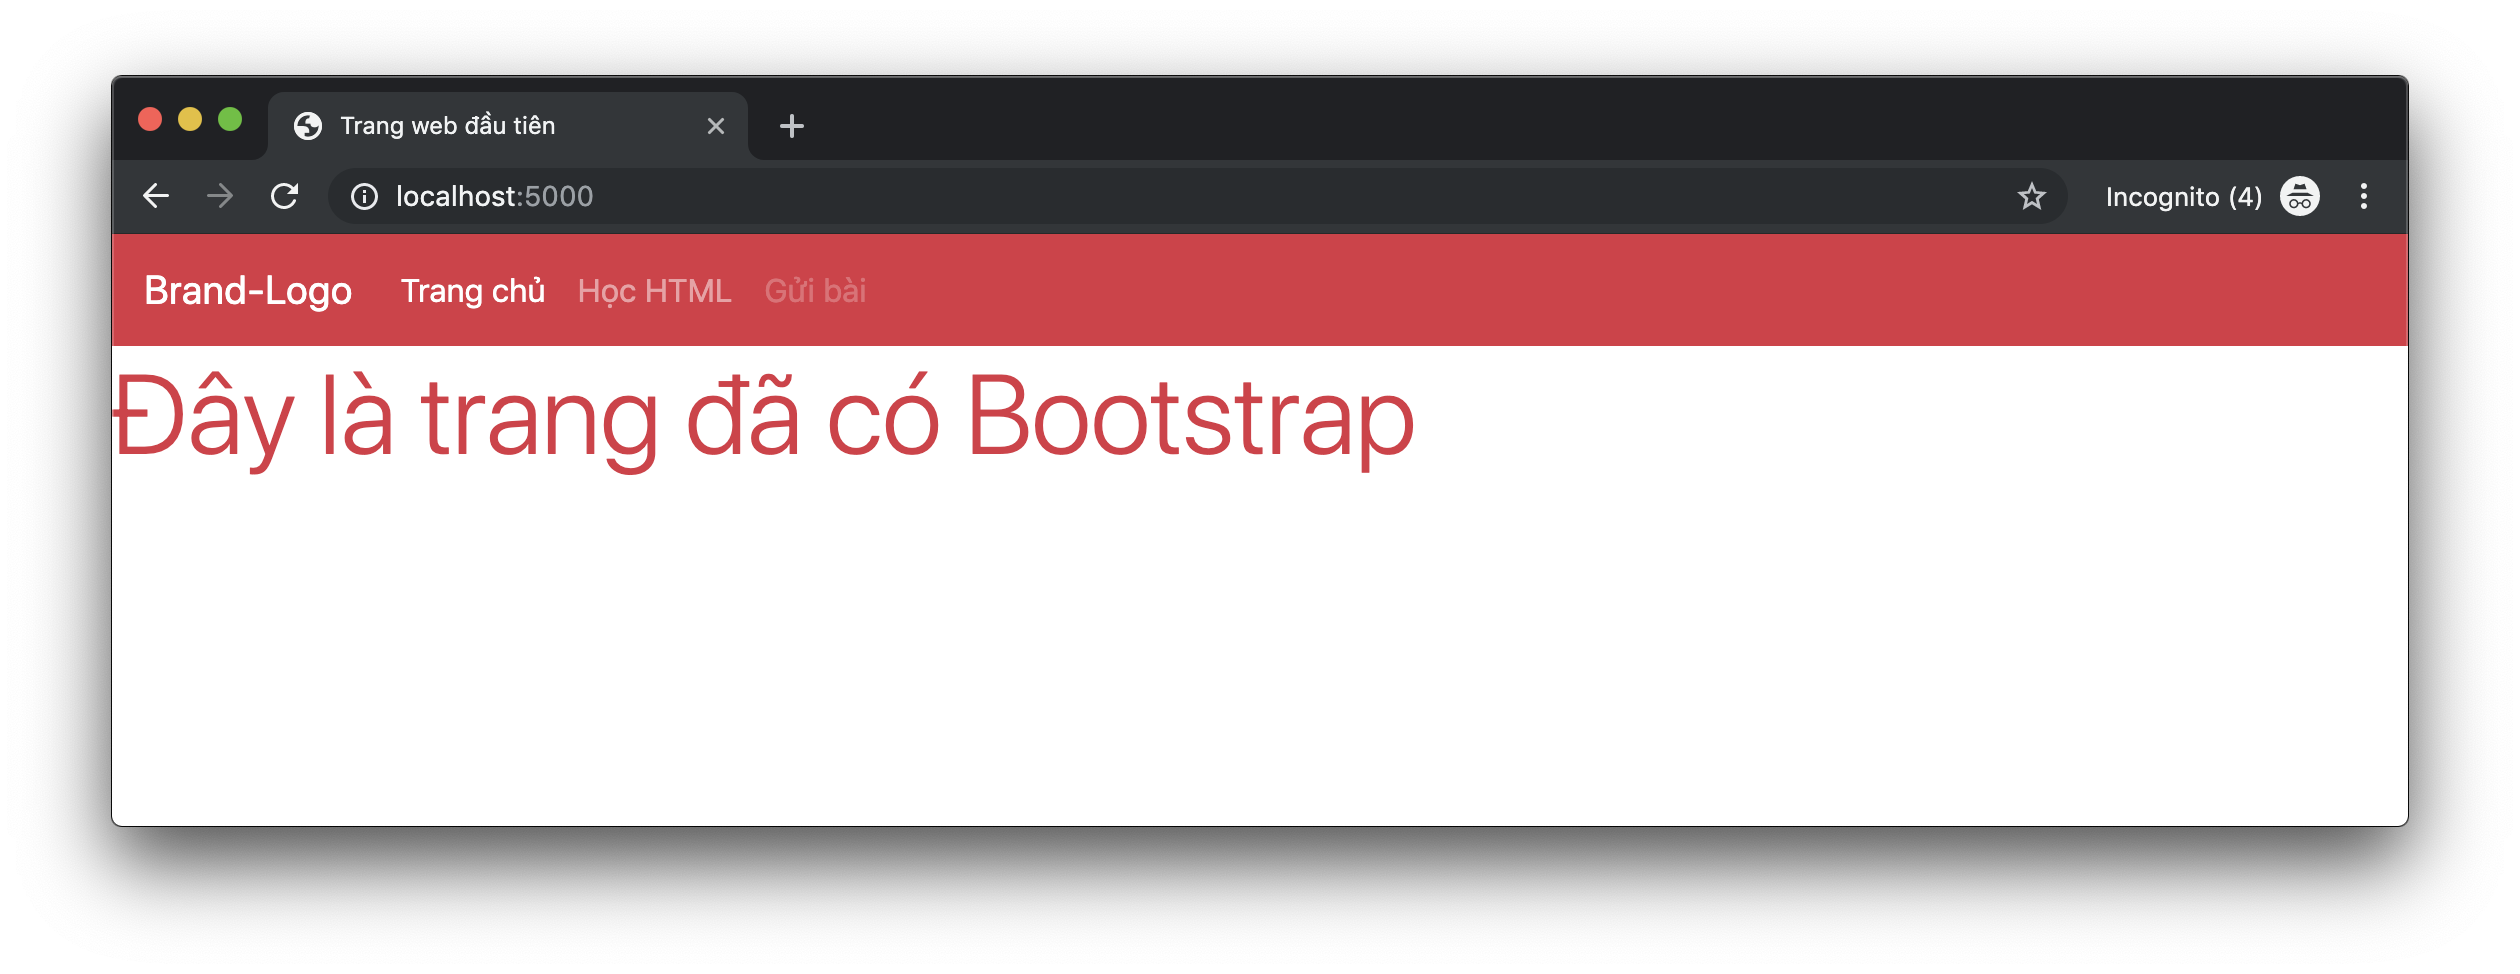 Trang web đầu tiên
localhost:5000
Incognito (4)
Brand-Logo Trang chủ Học HTML Gửi bài
Đây là trang đã có Bootstrap